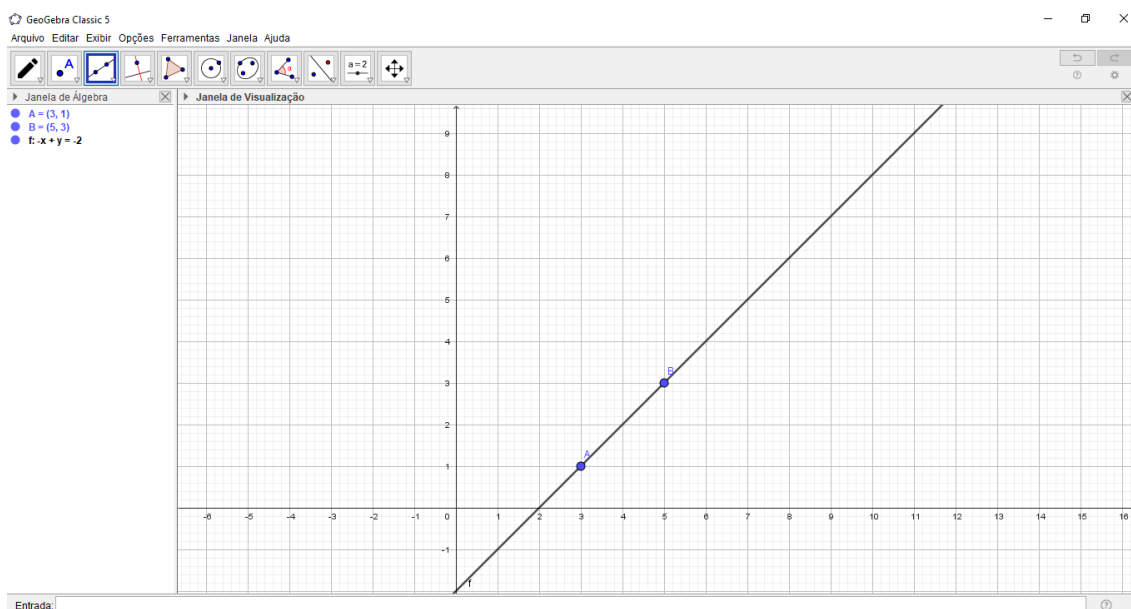 GeoGebra Classic 5
Arquivo Editar Exibir Opções Ferramentas Janela Ajuda
A
α
a=2
Janela de Álgebra
Janela de Visualização
A = (3, 1)
B = (5, 3)
f: -x + y = -2
9
8
7
6
5
4
B
3
2
A
1
-6 -5 -4 -3 -2 -1 0 1 2 3 4 5 6 7 8 9 10 11 12 13 14 15 16
-1
f
Entrada: